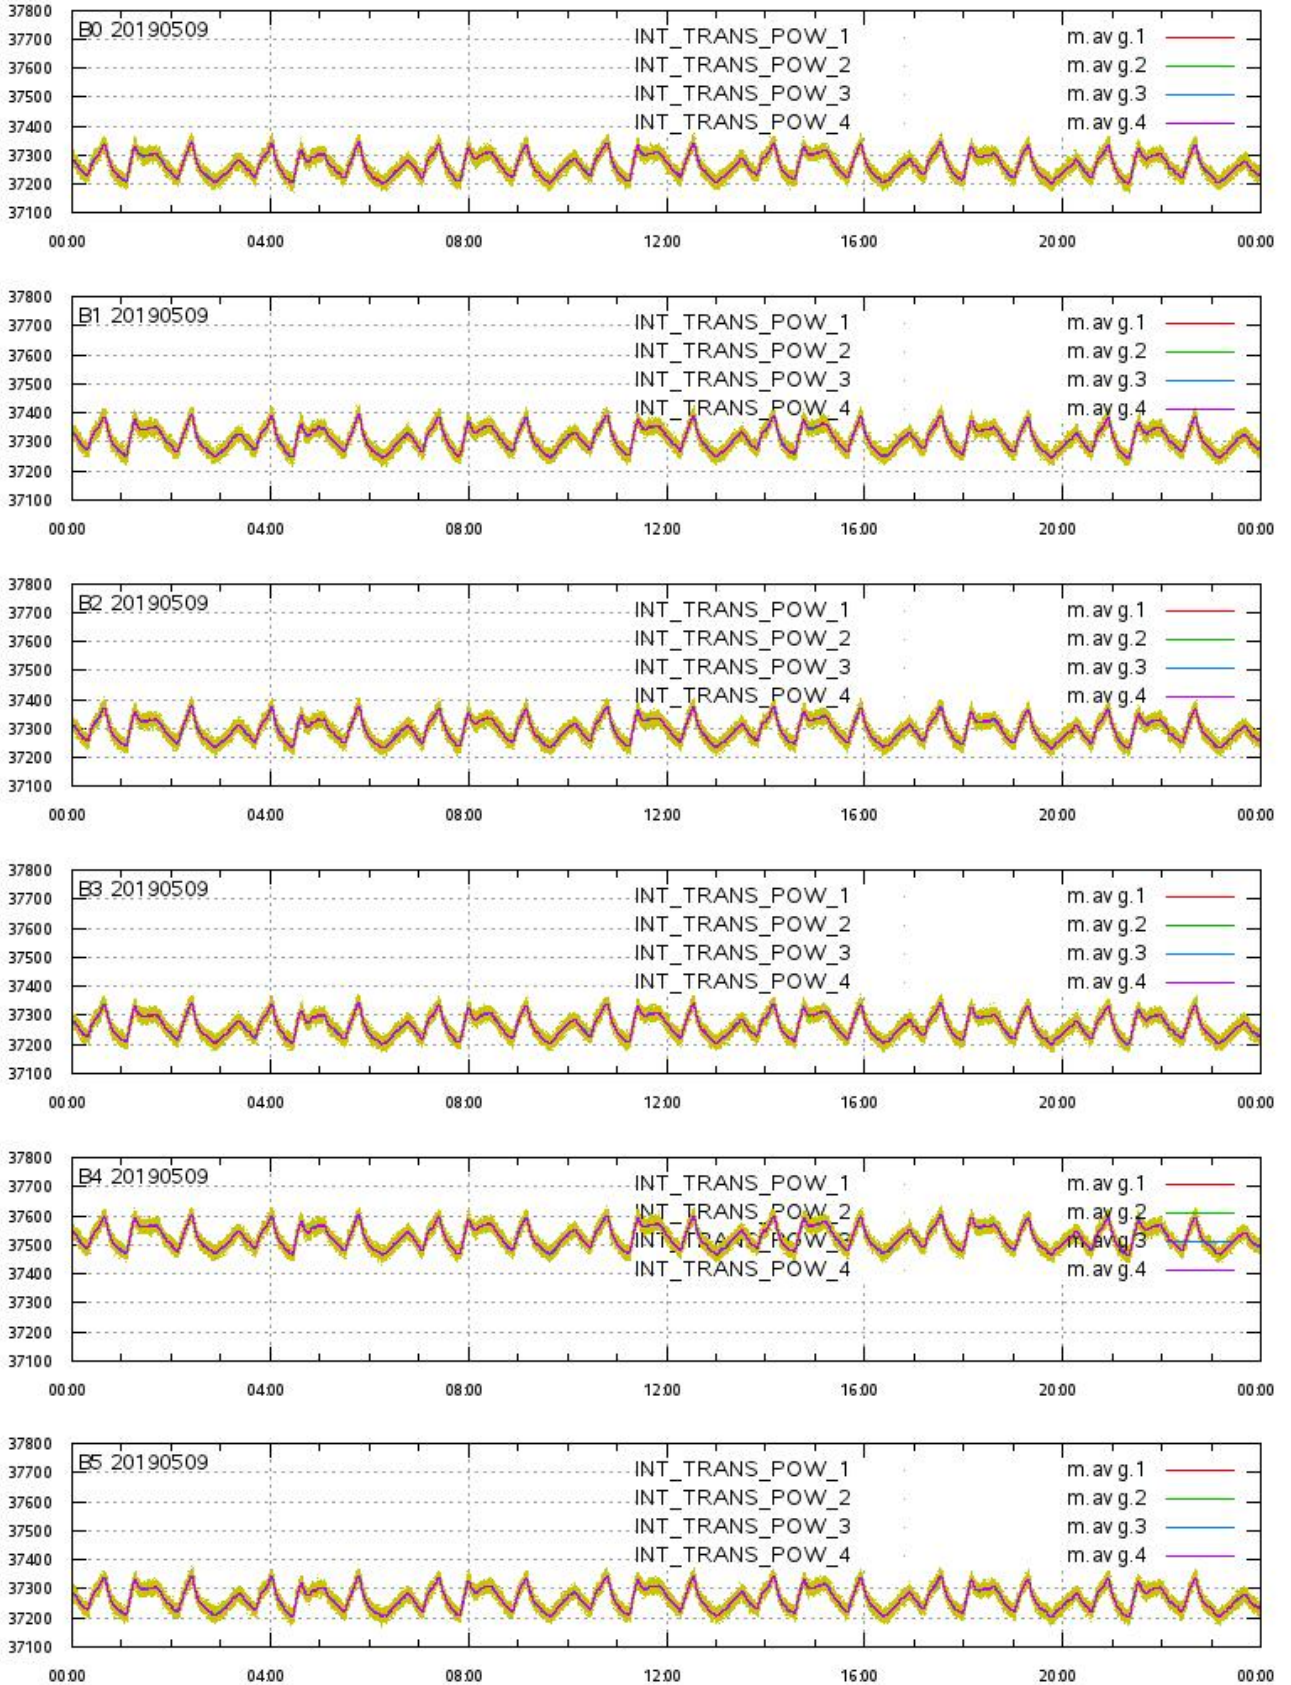 37800
B0 20190509 INT_TRANS_POW_1 m.avg.1
37700
INT_TRANS_POW_2 m.avg.2
37600
INT_TRANS_POW_3 m.avg.3
37500
INT_TRANS_POW_4 m.avg.4
37400
37300
37200
37100
00:00 04:00 08:00 12:00 16:00 20:00 00:00
37800
B1 20190509 INT_TRANS_POW_1 m.avg.1
37700
INT_TRANS_POW_2 m.avg.2
37600
INT_TRANS_POW_3 m.avg.3
37500
INT_TRANS_POW_4 m.avg.4
37400
37300
37200
37100
00:00 04:00 08:00 12:00 16:00 20:00 00:00
37800
B2 20190509 INT_TRANS_POW_1 m.avg.1
37700
INT_TRANS_POW_2 m.avg.2
37600
INT_TRANS_POW_3 m.avg.3
37500
INT_TRANS_POW_4 m.avg.4
37400
37300
37200
37100
00:00 04:00 08:00 12:00 16:00 20:00 00:00
37800
B3 20190509 INT_TRANS_POW_1 m.avg.1
37700
INT_TRANS_POW_2 m.avg.2
37600
INT_TRANS_POW_3 m.avg.3
37500
INT_TRANS_POW_4 m.avg.4
37400
37300
37200
37100
00:00 04:00 08:00 12:00 16:00 20:00 00:00
37800
B4 20190509 INT_TRANS_POW_1 m.avg.1
37700
INT_TRANS_POW_2 m.avg.2
37600
INT_TRANS_POW_3 m.avg.3
37500
INT_TRANS_POW_4 m.avg.4
37400
37300
37200
37100
00:00 04:00 08:00 12:00 16:00 20:00 00:00
37800
B5 20190509 INT_TRANS_POW_1 m.avg.1
37700
INT_TRANS_POW_2 m.avg.2
37600
INT_TRANS_POW_3 m.avg.3
37500
INT_TRANS_POW_4 m.avg.4
37400
37300
37200
37100
00:00 04:00 08:00 12:00 16:00 20:00 00:00